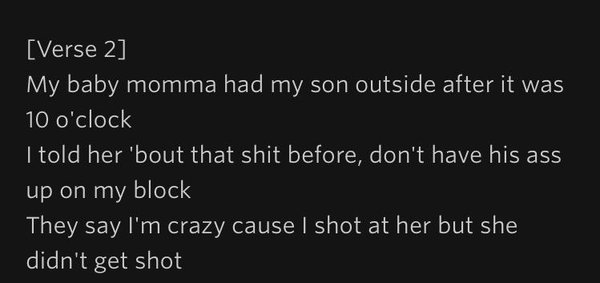 [Verse 2]
My baby momma had my son outside after it was
10 o'clock
I told her 'bout that shit before, don't have his ass
up on my block
They say I'm crazy cause I shot at her but she
didn't get shot